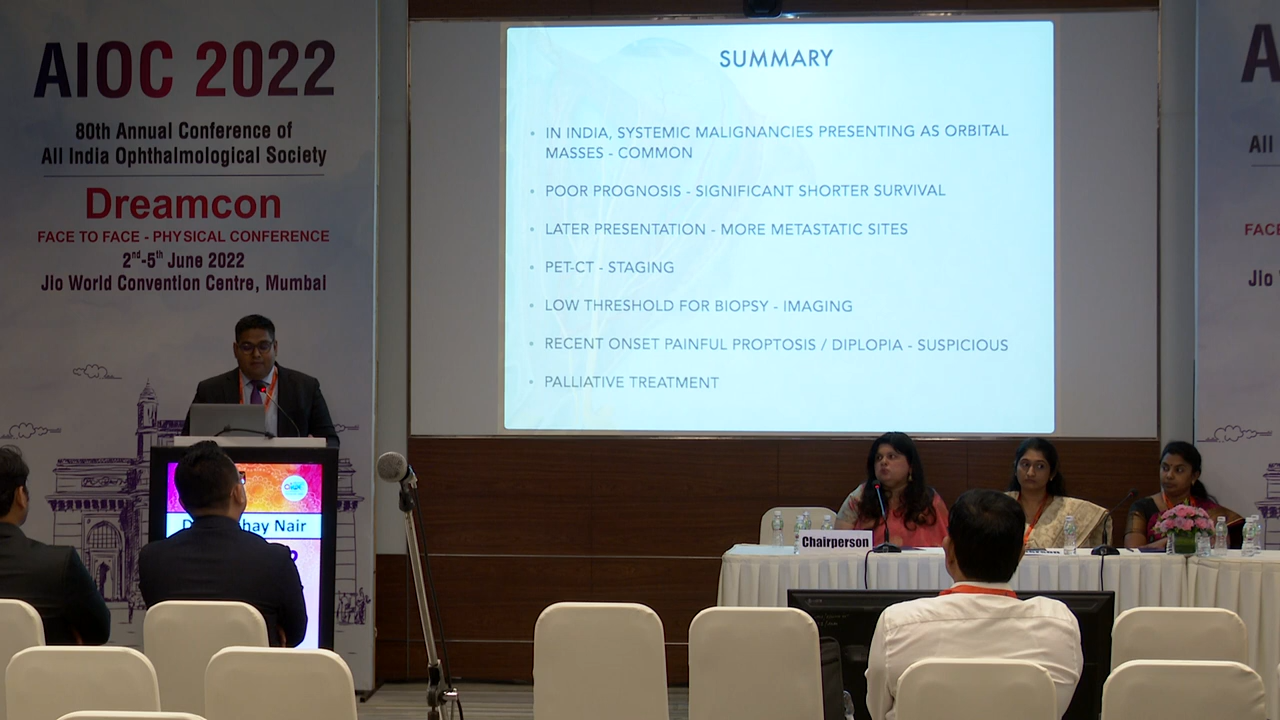 AIOC 2022
80th Annual Conference of
All India Ophthalmological Society
Dreamcon
FACE TO FACE - PHYSICAL CONFERENCE
2nd-5th June 2022
Jio World Convention Centre, Mumbai
SUMMARY
• IN INDIA, SYSTEMIC MALIGNANCIES PRESENTING AS ORBITAL
MASSES - COMMON
• POOR PROGNOSIS - SIGNIFICANT SHORTER SURVIVAL
• LATER PRESENTATION - MORE METASTATIC SITES
• PET-CT - STAGING
• LOW THRESHOLD FOR BIOPSY - IMAGING
• RECENT ONSET PAINFUL PROPTOSIS / DIPLOPIA - SUSPICIOUS
• PALLIATIVE TREATMENT
Nair
Chairperson
A
All
FACE
Jio